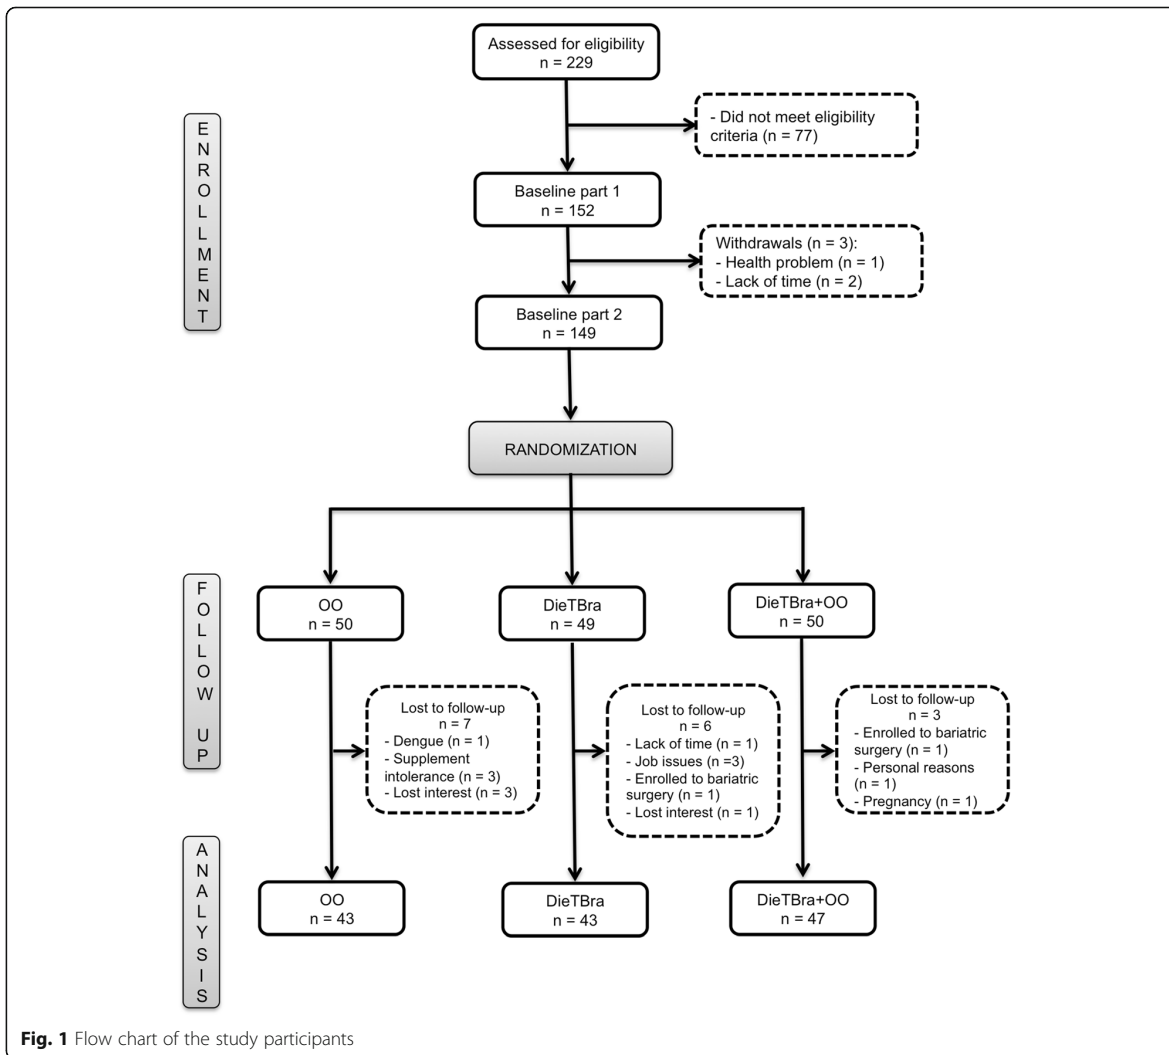 Assessed for eligibility
n = 229
- Did not meet eligibility
criteria (n = 77)
ENROLLMENT
Baseline part 1
n = 152
Withdrawals (n = 3):
- Health problem (n = 1)
- Lack of time (n = 2)
Baseline part 2
n = 149
RANDOMIZATION
FOLLOW UP
OO
n = 50
DieTBra
n = 49
DieTBra+OO
n = 50
Lost to follow-up
n = 7
- Dengue (n = 1)
- Supplement
intolerance (n = 3)
- Lost interest (n = 3)
Lost to follow-up
n = 6
- Lack of time (n = 1)
- Job issues (n =3)
- Enrolled to bariatric
surgery (n = 1)
- Lost interest (n = 1)
Lost to follow-up
n = 3
- Enrolled to bariatric
surgery (n = 1)
- Personal reasons
(n = 1)
- Pregnancy (n = 1)
ANALYSIS
OO
n = 43
DieTBra
n = 43
DieTBra+OO
n = 47
Fig. 1 Flow chart of the study participants